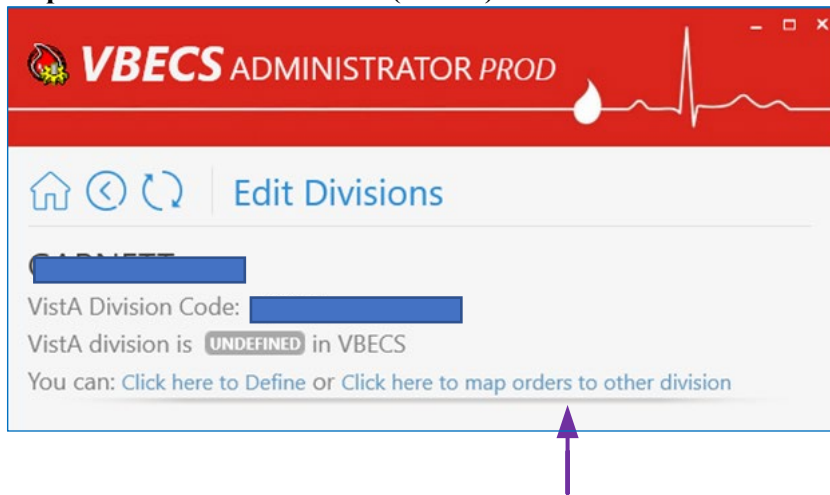 VBECS ADMINISTRATOR PROD
Edit Divisions
VistA Division Code:
VistA division is UNDEFINED in VBECS
You can: Click here to Define or Click here to map orders to other division